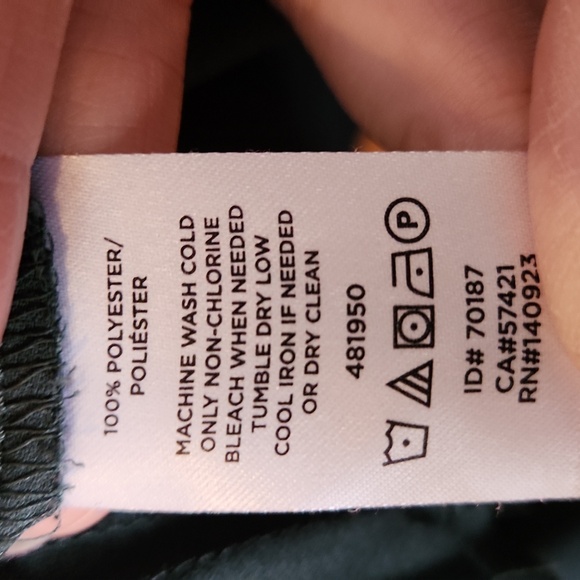 100% POLYESTER/
POLIÉSTER
MACHINE WASH COLD
ONLY NON-CHLORINE
BLEACH WHEN NEEDED
TUMBLE DRY LOW
COOL IRON IF NEEDED
OR DRY CLEAN
481950
P
ID# 70187
CA#57421
RN#140923